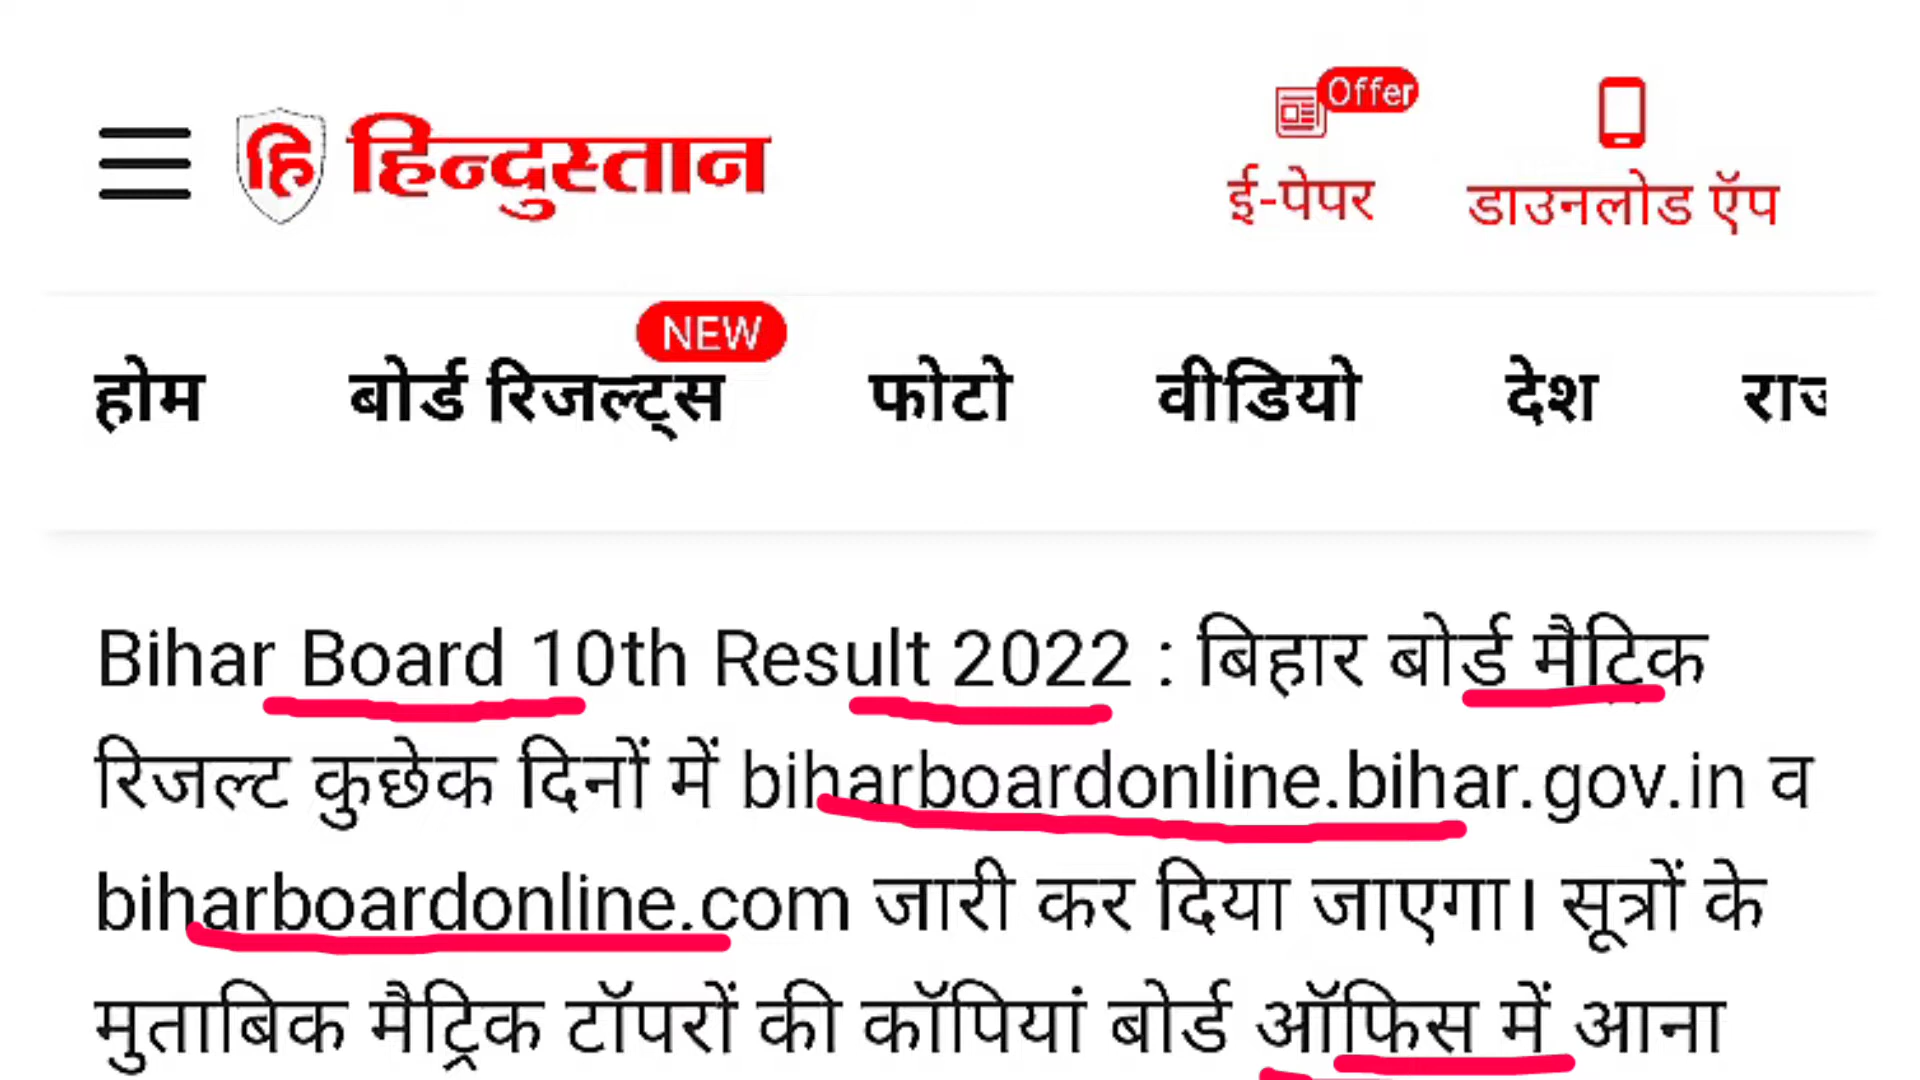 Offer
हि हिन्दुस्तान
ई-पेपर डाउनलोड ऍप
NEW
होम बोर्ड रिजल्ट्स फोटो वीडियो देश
Bihar Board 10th Result 2022 : बिहार बोर्ड मैट्रिक
रिजल्ट कुछेक दिनों में biharboardonline.bihar.gov.in व
biharboardonline.com जारी कर दिया जाएगा। सूत्रों के
मुताबिक मैट्रिक टॉपरों की कॉपियां बोर्ड ऑफिस में आना